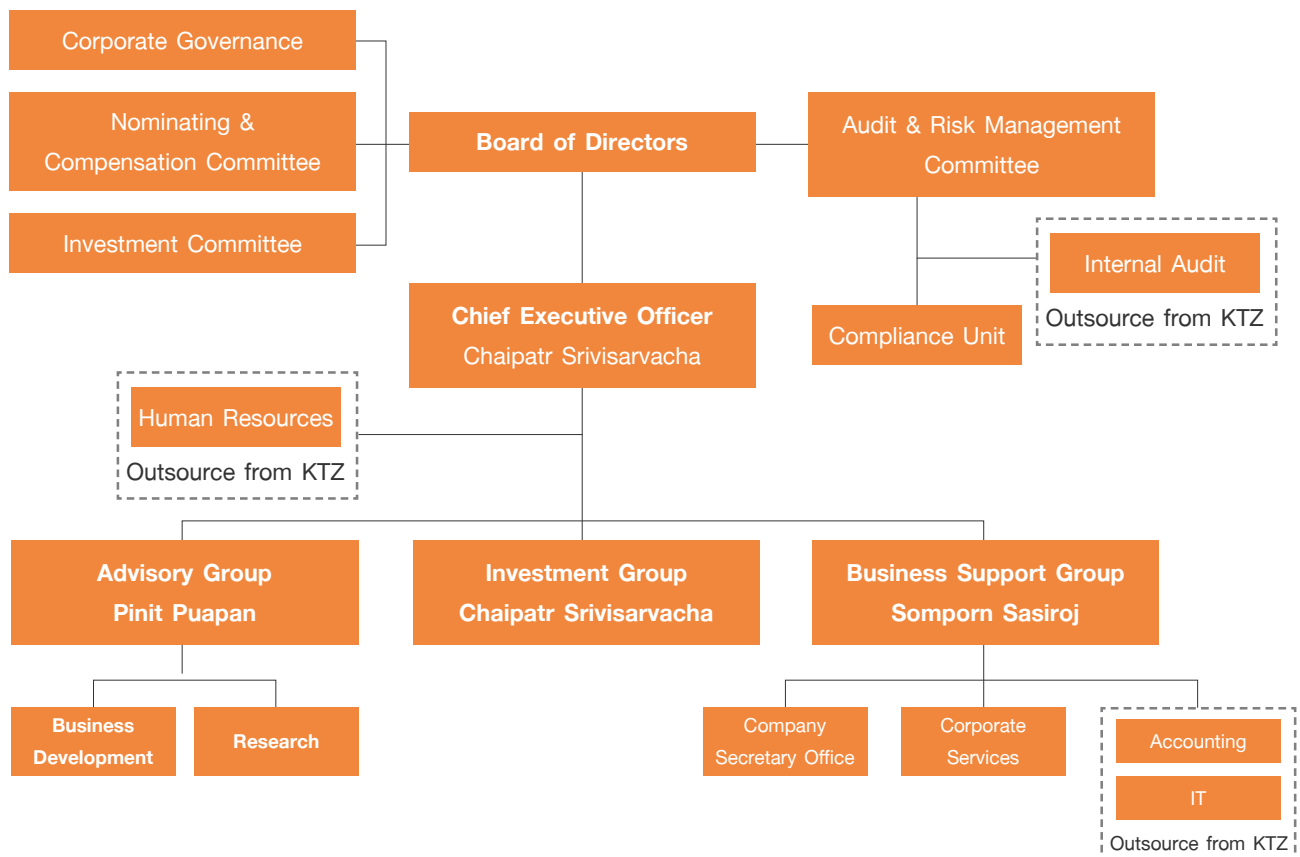 Corporate Governance
Nominating &
Compensation Committee
Investment Committee
Board of Directors
Audit & Risk Management
Committee
Internal Audit
Outsource from KTZ
Compliance Unit
Chief Executive Officer
Chaipatr Srivisarvacha
Human Resources
Outsource from KTZ
Advisory Group
Pinit Puapan
Investment Group
Chaipatr Srivisarvacha
Business Support Group
Somporn Sasiroj
Business
Development
Research
Company
Secretary Office
Corporate
Services
Accounting
IT
Outsource from KTZ